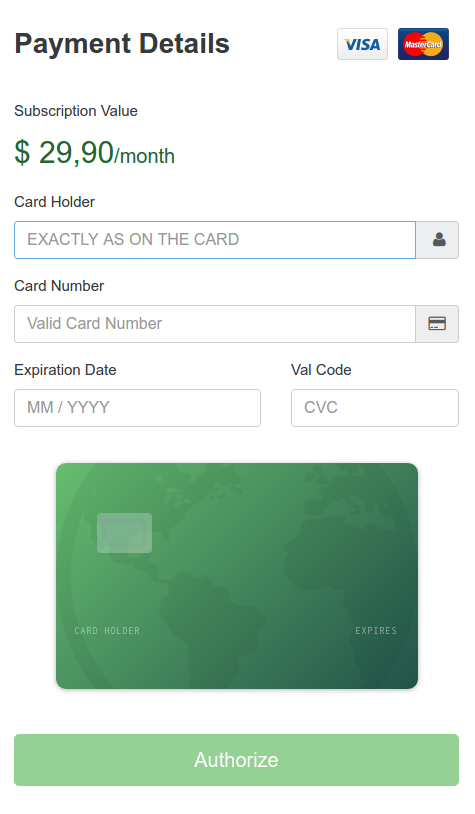 Payment Details VISA MasterCard
Subscription Value
$ 29,90/month
Card Holder
EXACTLY AS ON THE CARD
Card Number
Valid Card Number
Expiration Date Val Code
MM / YYYY CVC
CARD HOLDER EXPIRES
Authorize